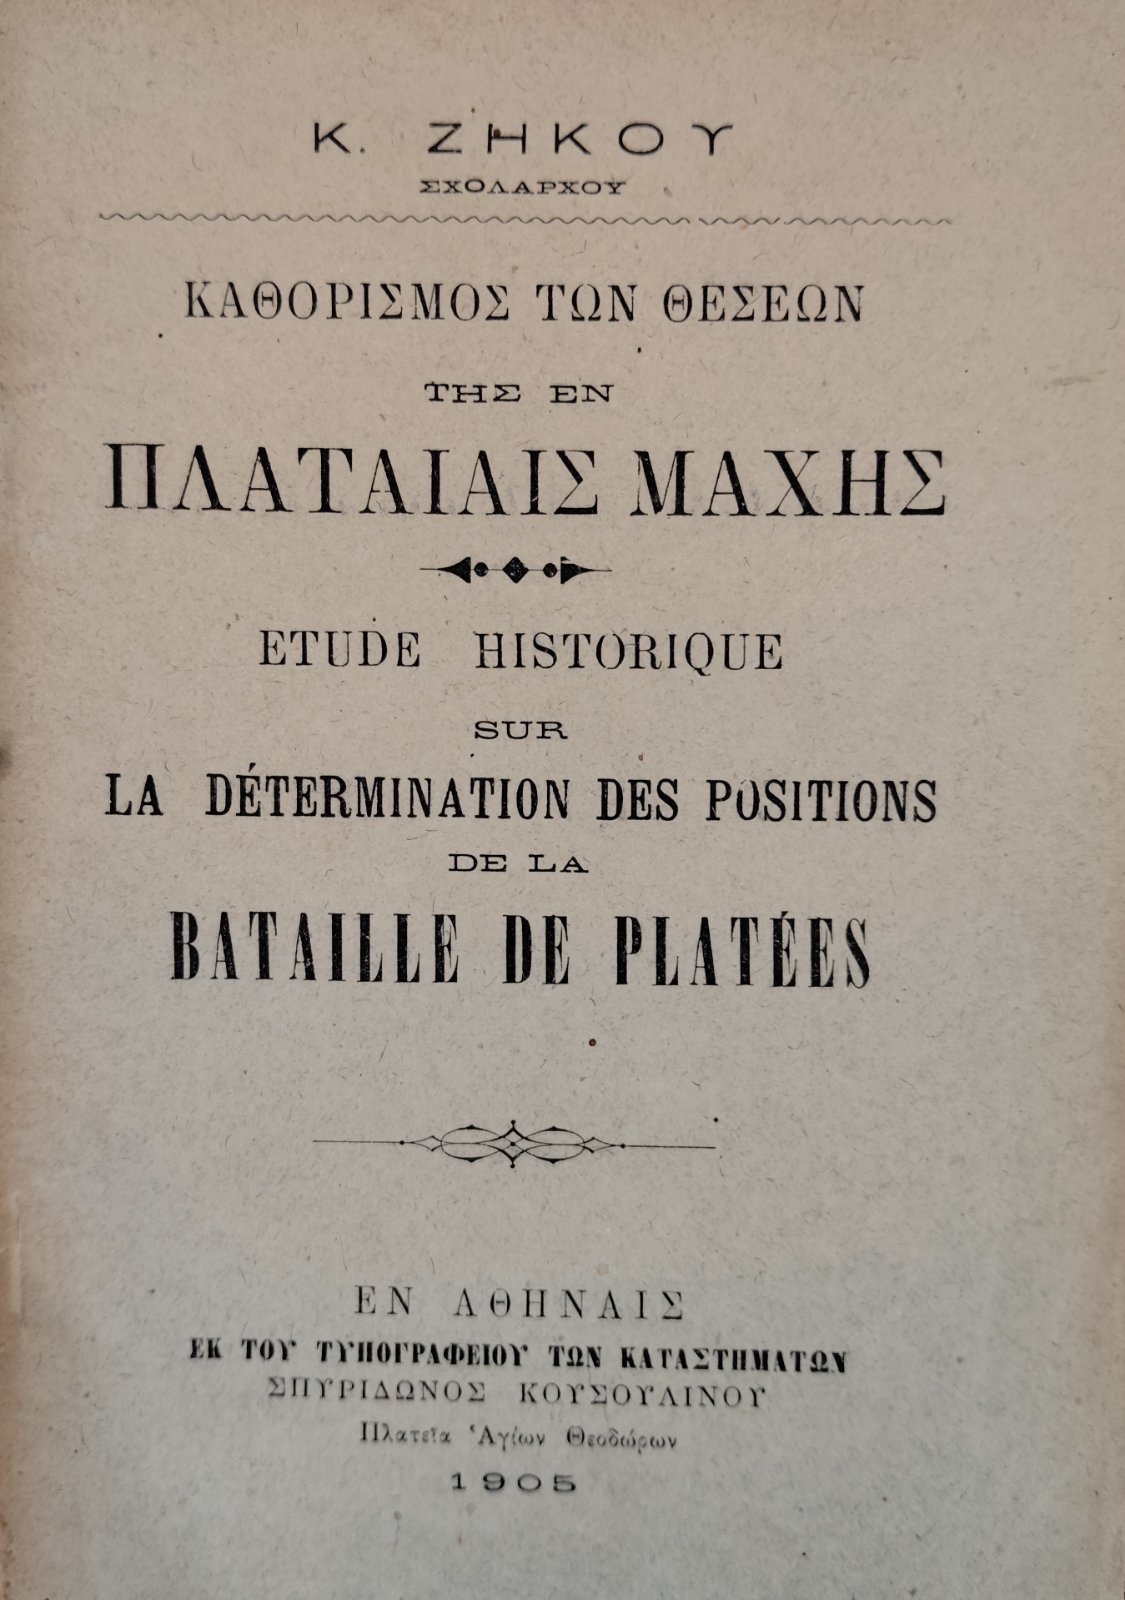 Κ. ΖΗΚΟΥ
ΣΧΟΛΑΡΧΟΥ
ΚΑΘΟΡΙΣΜΟΣ ΤΩΝ ΘΕΣΕΩΝ
ΤΗΣ ΕΝ
ΠΛΑΤΑΙΑΙΣ ΜΑΧΗΣ
ETUDE HISTORIQUE
SUR
LA DÉTERMINATION DES POSITIONS
DE LA
BATAILLE DE PLATÉES
ΕΝ ΑΘΗΝΑΙΣ
ΕΚ ΤΟΥ ΤΥΠΟΓΡΑΦΕΙΟΥ ΤΩΝ ΚΑΤΑΣΤΗΜΑΤΩΝ
ΣΠΥΡΙΔΩΝΟΣ ΚΟΥΣΟΥΛΙΝΟΥ
Πλατεῖα Ἁγίων Θεοδώρων
1905